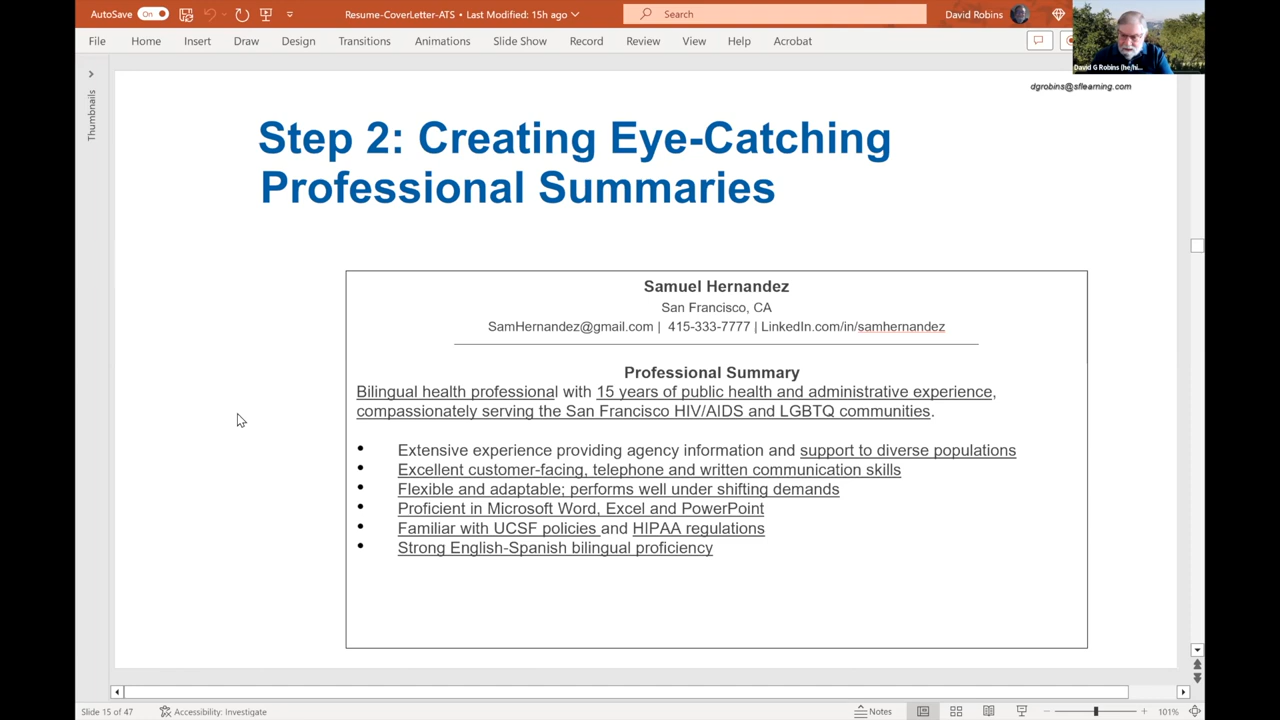 AutoSave On Resume-CoverLetter-ATS • Last Modified: 15h ago Search David Robins
File Home Insert Draw Design Transitions Animations Slide Show Record Review View Help Acrobat
David G Robins (he/hi...
dgrobins@sflearning.com
Thumbnails
Step 2: Creating Eye-Catching
Professional Summaries
Samuel Hernandez
San Francisco, CA
SamHernandez@gmail.com | 415-333-7777 | LinkedIn.com/in/samhernandez
Professional Summary
Bilingual health professional with 15 years of public health and administrative experience,
compassionately serving the San Francisco HIV/AIDS and LGBTQ communities.
• Extensive experience providing agency information and support to diverse populations
• Excellent customer-facing, telephone and written communication skills
• Flexible and adaptable; performs well under shifting demands
• Proficient in Microsoft Word, Excel and PowerPoint
• Familiar with UCSF policies and HIPAA regulations
• Strong English-Spanish bilingual proficiency
Slide 15 of 47 Accessibility: Investigate Notes 101%